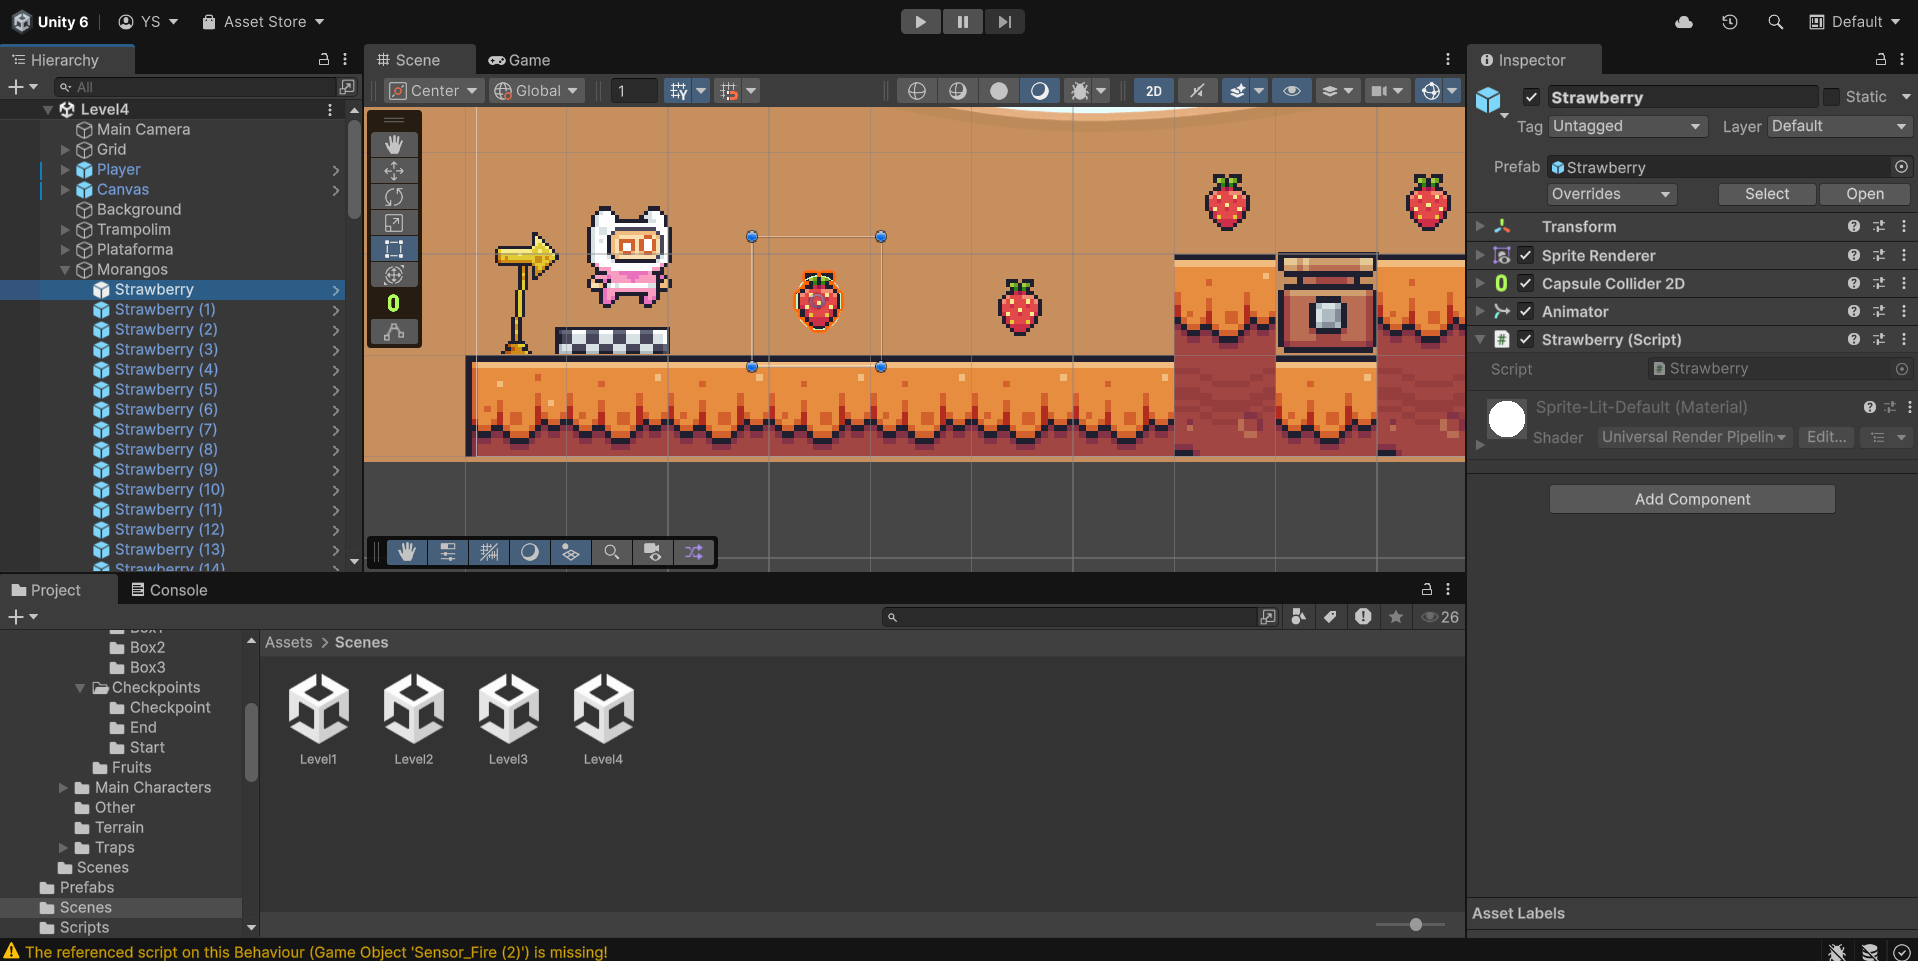 Unity 6
YS
Asset Store
Default
Hierarchy
All
Level4
Main Camera
Grid
Player
Canvas
Background
Trampolim
Plataforma
Morangos
Strawberry
Strawberry (1)
Strawberry (2)
Strawberry (3)
Strawberry (4)
Strawberry (5)
Strawberry (6)
Strawberry (7)
Strawberry (8)
Strawberry (9)
Strawberry (10)
Strawberry (11)
Strawberry (12)
Strawberry (13)
Strawberry (14)
Scene
Game
Center
Global
1
2D
Inspector
Strawberry
Static
Tag
Untagged
Layer
Default
Prefab
Strawberry
Overrides
Select
Open
Transform
Sprite Renderer
Capsule Collider 2D
Animator
Strawberry (Script)
Script
Strawberry
Sprite-Lit-Default (Material)
Shader
Universal Render Pipelin
Edit...
Add Component
Asset Labels
Project
Console
26
Box1
Box2
Box3
Checkpoints
Checkpoint
End
Start
Fruits
Main Characters
Other
Terrain
Traps
Scenes
Prefabs
Scenes
Scripts
Assets > Scenes
Level1
Level2
Level3
Level4
The referenced script on this Behaviour (Game Object 'Sensor_Fire (2)') is missing!